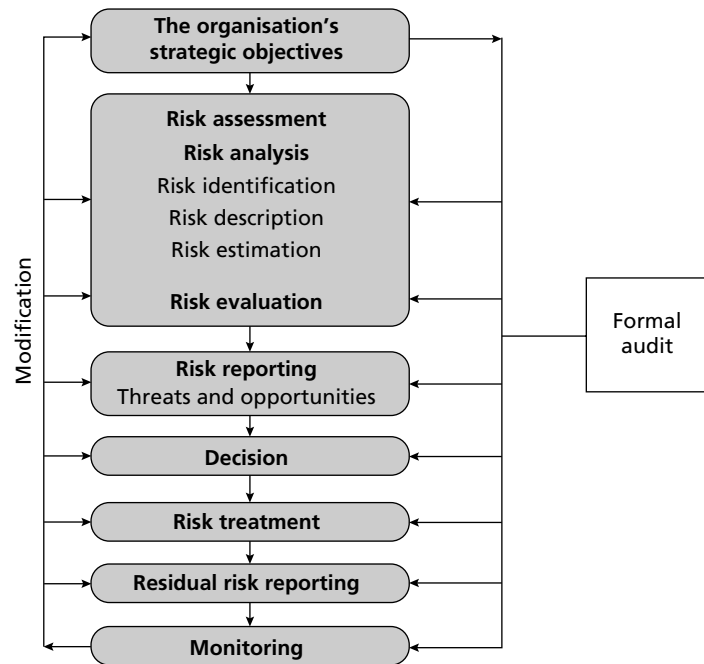 The organisation's
strategic objectives
Risk assessment
Risk analysis
Risk identification
Risk description
Risk estimation
Risk evaluation
Risk reporting
Threats and opportunities
Decision
Risk treatment
Residual risk reporting
Monitoring
Modification
Formal
audit